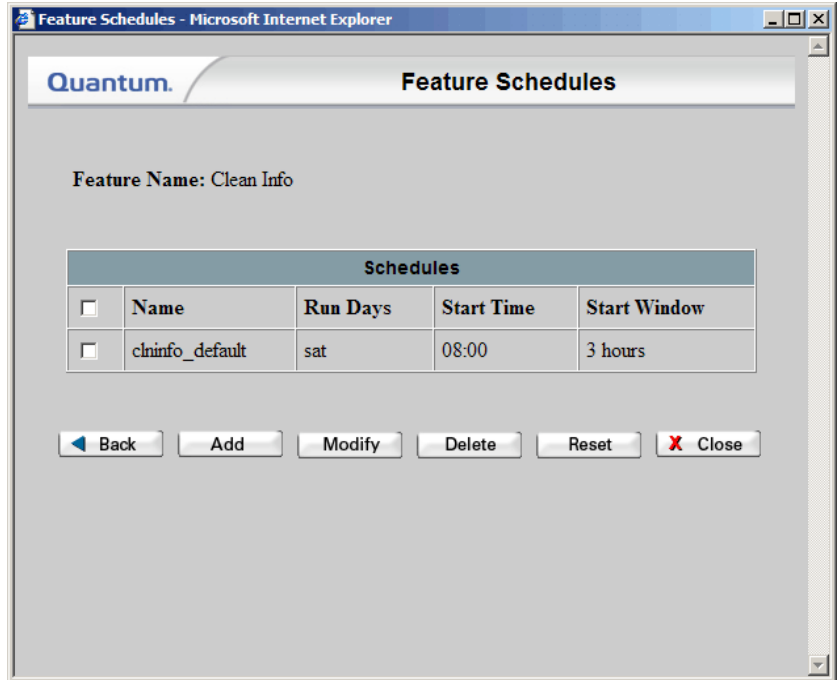 Feature Schedules - Microsoft Internet Explorer
Quantum. Feature Schedules
Feature Name: Clean Info
Schedules
Name Run Days Start Time Start Window
clninfo_default sat 08:00 3 hours
Back Add Modify Delete Reset X Close